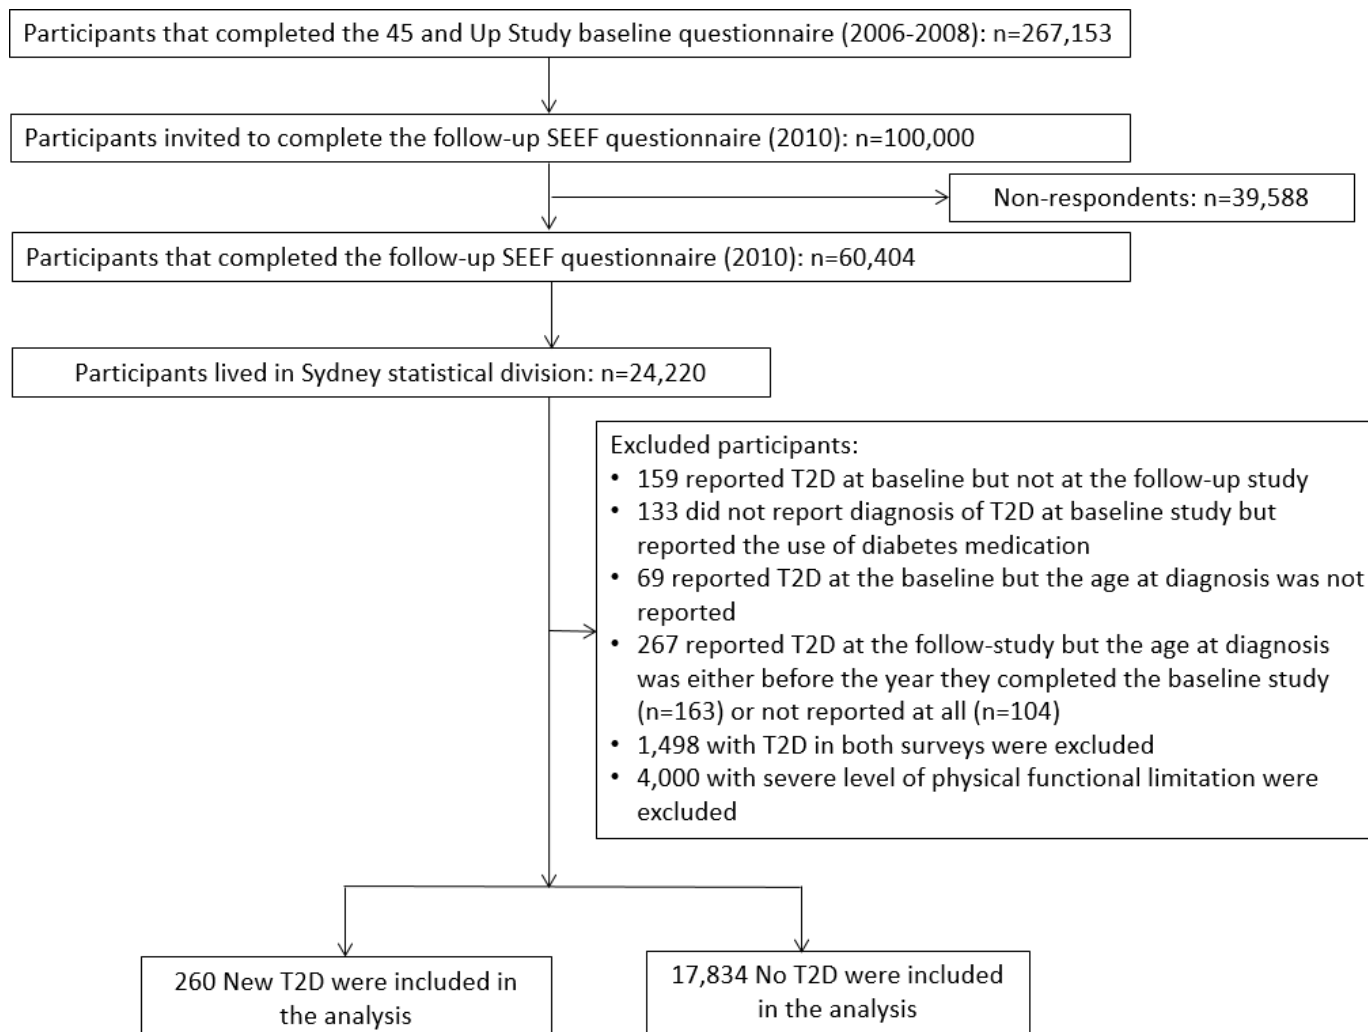 Participants that completed the 45 and Up Study baseline questionnaire (2006-2008): n=267,153
Participants invited to complete the follow-up SEEF questionnaire (2010): n=100,000
Non-respondents: n=39,588
Participants that completed the follow-up SEEF questionnaire (2010): n=60,404
Participants lived in Sydney statistical division: n=24,220
Excluded participants:
• 159 reported T2D at baseline but not at the follow-up study
• 133 did not report diagnosis of T2D at baseline study but
reported the use of diabetes medication
• 69 reported T2D at the baseline but the age at diagnosis was not
reported
• 267 reported T2D at the follow-study but the age at diagnosis
was either before the year they completed the baseline study
(n=163) or not reported at all (n=104)
• 1,498 with T2D in both surveys were excluded
• 4,000 with severe level of physical functional limitation were
excluded
260 New T2D were included in
the analysis
17,834 No T2D were included
in the analysis